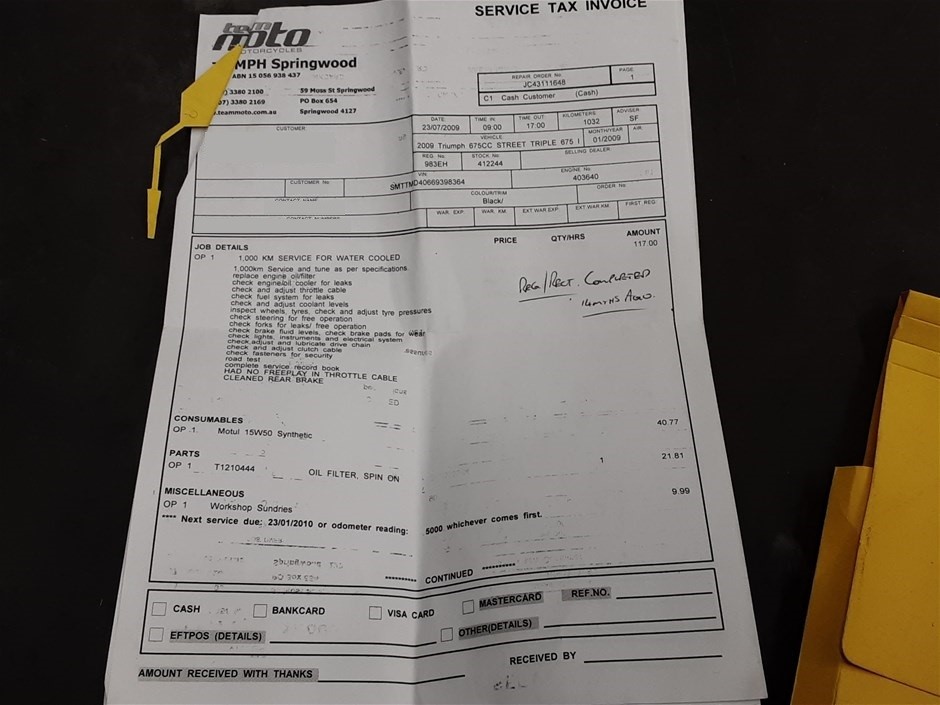 SERVICE TAX INVOICE
team
moto
MOTORCYCLES
MPH Springwood
ABN 15 056 938 437
) 3380 2100 59 Moss St Springwood
07) 3380 2169 PO Box 654
.teammoto.com.au Springwood 4127
REPAIR ORDER No. PAGE
JC43111648 1
C1 Cash Customer (Cash)
CUSTOMER
DATE TIME IN TIME OUT KILOMETERS ADVISER
23/07/2009 09:00 17:00 1032 SF
VEHICLE MONTH/YEAR AIR
2009 Triumph 675CC STREET TRIPLE 675 I 01/2009
REG. No. STOCK No. SELLING DEALER
983EH 412244
VIN ENGINE No.
SMTTMD40669398364 403640
CUSTOMER No
COLOUR/TRIM ORDER No.
Black/
CONTACT NAME
CONTACT NUMBERS
WAR. EXP. WAR. KM. EXT WAR EXP. EXT WAR KM. FIRST REG.
JOB DETAILS PRICE QTY/HRS AMOUNT
OP 1 1,000 KM SERVICE FOR WATER COOLED 117.00
1,000km Service and tune as per specifications
replace engine oil/filter
check engine/oil cooler for leaks
check and adjust throttle cable
check fuel system for leaks
check and adjust coolant levels
inspect wheels, tyres, check and adjust tyre pressures
check steering for free operation
check forks for leaks/ free operation
check brake fluid levels, check brake pads for wear
check lights, instruments and electrical system
check,adjust and lubricate drive chain
check and adjust clutch cable
check fasteners for security
road test
complete service record book
HAD NO FREEPLAY IN THROTTLE CABLE
CLEANED REAR BRAKE
COMPLETED
CONSUMABLES
OP 1 Motul 15W50 Synthetic 40.77
PARTS
OP 1 T1210444 OIL FILTER, SPIN ON 1 21.81
MISCELLANEOUS
OP 1 Workshop Sundries 9.99
**** Next service due: 23/01/2010 or odometer reading: 5000 whichever comes first.
********** CONTINUED **********
CASH BANKCARD VISA CARD MASTERCARD REF.NO.
EFTPOS (DETAILS) OTHER(DETAILS)
AMOUNT RECEIVED WITH THANKS RECEIVED BY